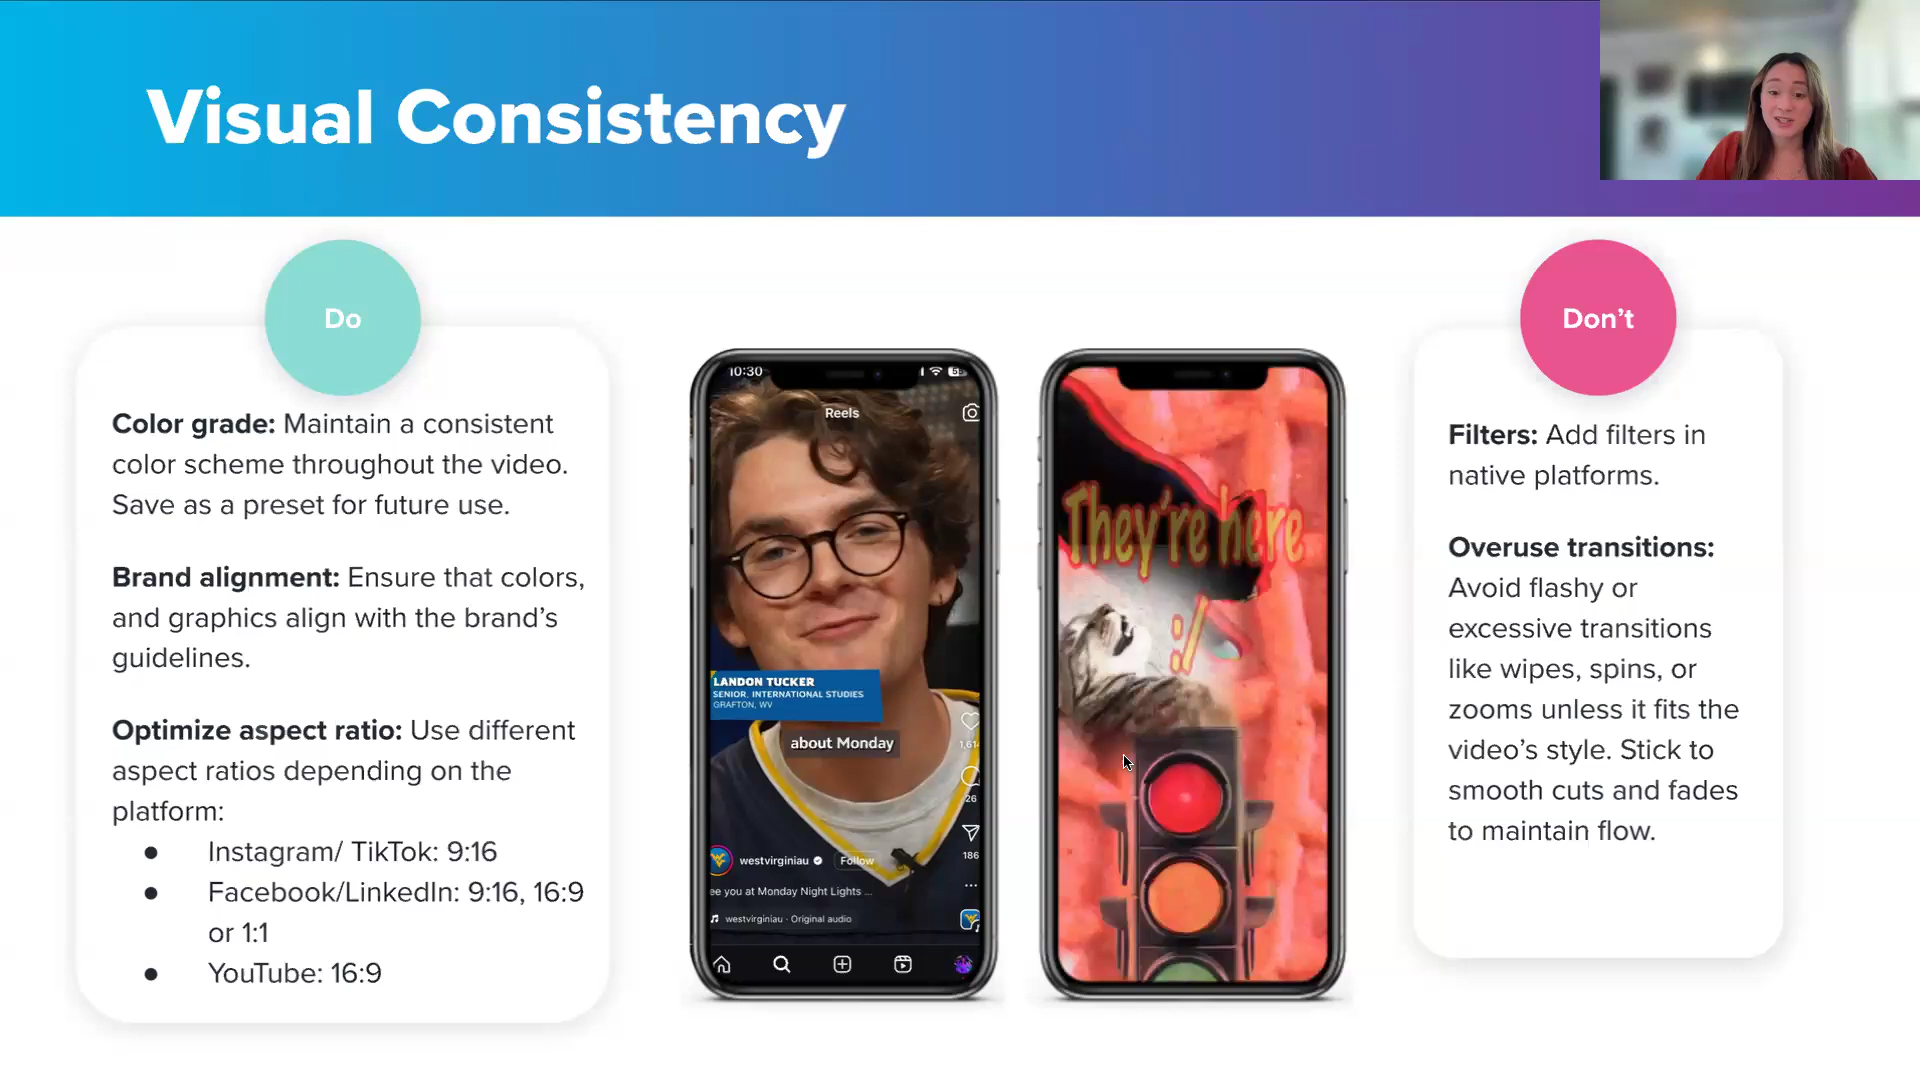 Visual Consistency
Do
Color grade: Maintain a consistent
color scheme throughout the video.
Save as a preset for future use.
Brand alignment: Ensure that colors,
and graphics align with the brand’s
guidelines.
Optimize aspect ratio: Use different
aspect ratios depending on the
platform:
● Instagram/ TikTok: 9:16
● Facebook/LinkedIn: 9:16, 16:9
or 1:1
● YouTube: 16:9
10:30
Reels
LANDON TUCKER
SENIOR, INTERNATIONAL STUDIES
GRAFTON, WV
about Monday
26
186
westvirginiau
Follow
ee you at Monday Night Lights ...
westvirginiau · Original audio
They're here
:/
Don’t
Filters: Add filters in
native platforms.
Overuse transitions:
Avoid flashy or
excessive transitions
like wipes, spins, or
zooms unless it fits the
video’s style. Stick to
smooth cuts and fades
to maintain flow.